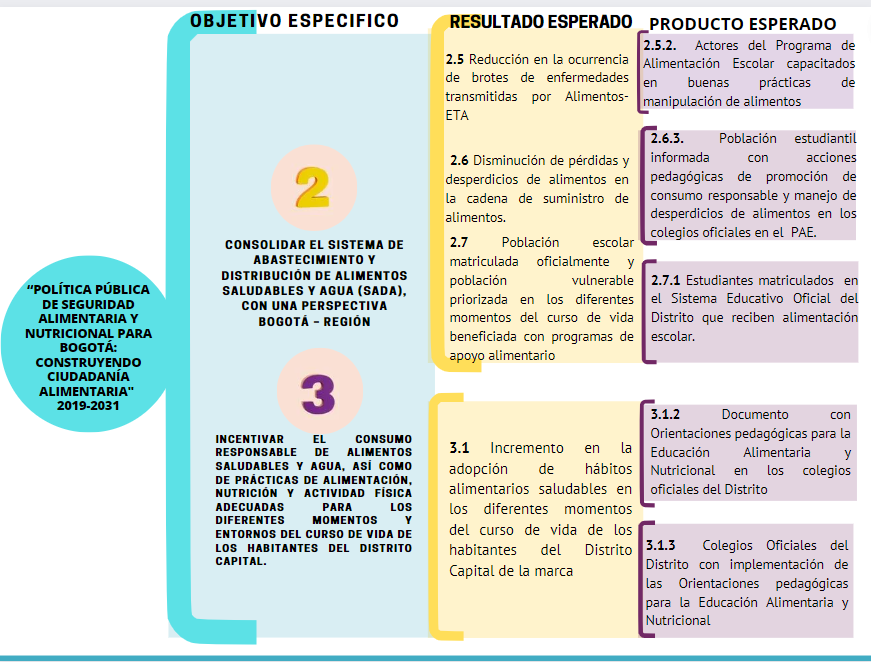 OBJETIVO ESPECIFICO
RESULTADO ESPERADO
PRODUCTO ESPERADO
“POLÍTICA PÚBLICA
DE SEGURIDAD
ALIMENTARIA Y
NUTRICIONAL PARA
BOGOTÁ:
CONSTRUYENDO
CIUDADANÍA
ALIMENTARIA"
2019-2031
2
CONSOLIDAR EL SISTEMA DE
ABASTECIMIENTO Y
DISTRIBUCIÓN DE ALIMENTOS
SALUDABLES Y AGUA (SADA),
CON UNA PERSPECTIVA
BOGOTÁ – REGIÓN
3
INCENTIVAR EL CONSUMO
RESPONSABLE DE ALIMENTOS
SALUDABLES Y AGUA, ASÍ COMO
DE PRÁCTICAS DE ALIMENTACIÓN,
NUTRICIÓN Y ACTIVIDAD FÍSICA
ADECUADAS PARA LOS
DIFERENTES MOMENTOS Y
ENTORNOS DEL CURSO DE VIDA DE
LOS HABITANTES DEL DISTRITO
CAPITAL.
2.5 Reducción en la ocurrencia
de brotes de enfermedades
transmitidas por Alimentos-
ETA
2.6 Disminución de pérdidas y
desperdicios de alimentos en
la cadena de suministro de
alimentos.
2.7 Población escolar
matriculada oficialmente y
población vulnerable
priorizada en los diferentes
momentos del curso de vida
beneficiada con programas de
apoyo alimentario
3.1 Incremento en la
adopción de hábitos
alimentarios saludables en
los diferentes momentos
del curso de vida de los
habitantes del Distrito
Capital de la marca
2.5.2. Actores del Programa de
Alimentación Escolar capacitados
en buenas prácticas de
manipulación de alimentos
2.6.3. Población estudiantil
informada con acciones
pedagógicas de promoción de
consumo responsable y manejo de
desperdicios de alimentos en los
colegios oficiales en el PAE.
2.7.1 Estudiantes matriculados en
el Sistema Educativo Oficial del
Distrito que reciben alimentación
escolar.
3.1.2 Documento con
Orientaciones pedagógicas para la
Educación Alimentaria y
Nutricional en los colegios
oficiales del Distrito
3.1.3 Colegios Oficiales del
Distrito con implementación de
las Orientaciones pedagógicas
para la Educación Alimentaria y
Nutricional